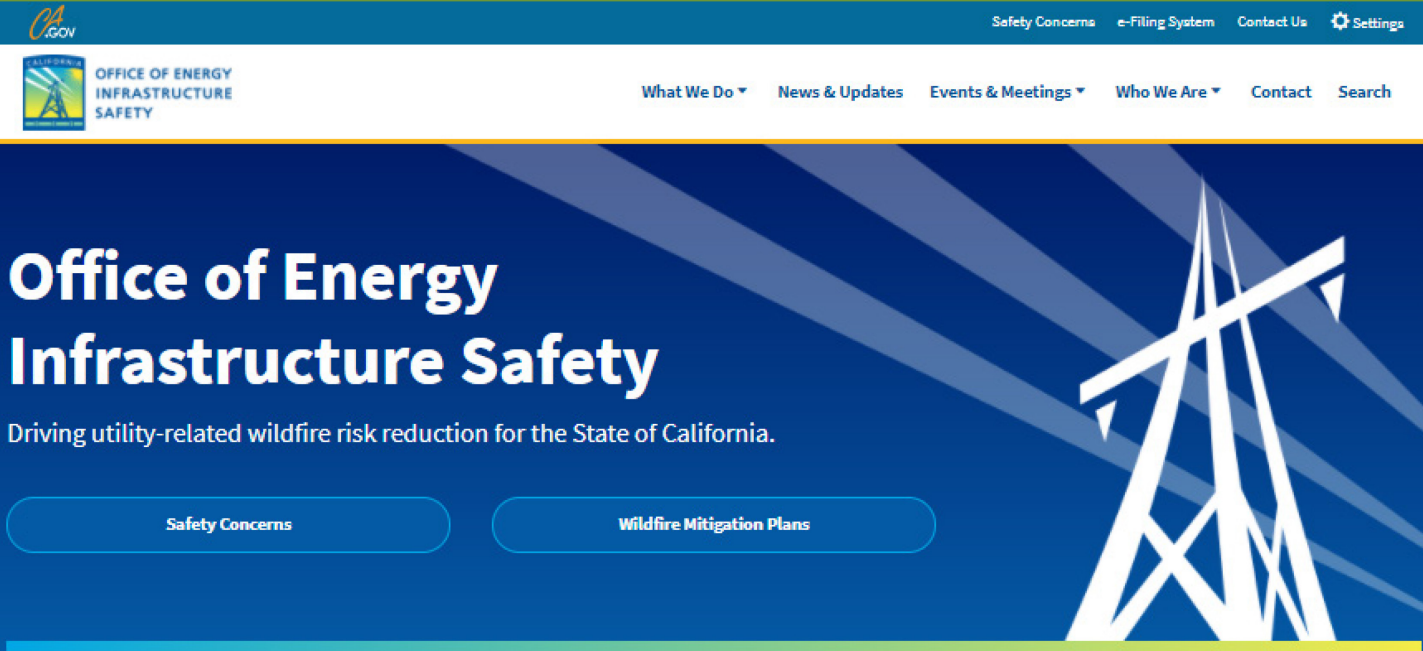 CA.GOV
Safety Concerns e-Filing System Contact Us Settings
CALIFORNIA
OFFICE OF ENERGY
INFRASTRUCTURE
SAFETY
What We Do News & Updates Events & Meetings Who We Are Contact Search
Office of Energy
Infrastructure Safety
Driving utility-related wildfire risk reduction for the State of California.
Safety Concerns Wildfire Mitigation Plans